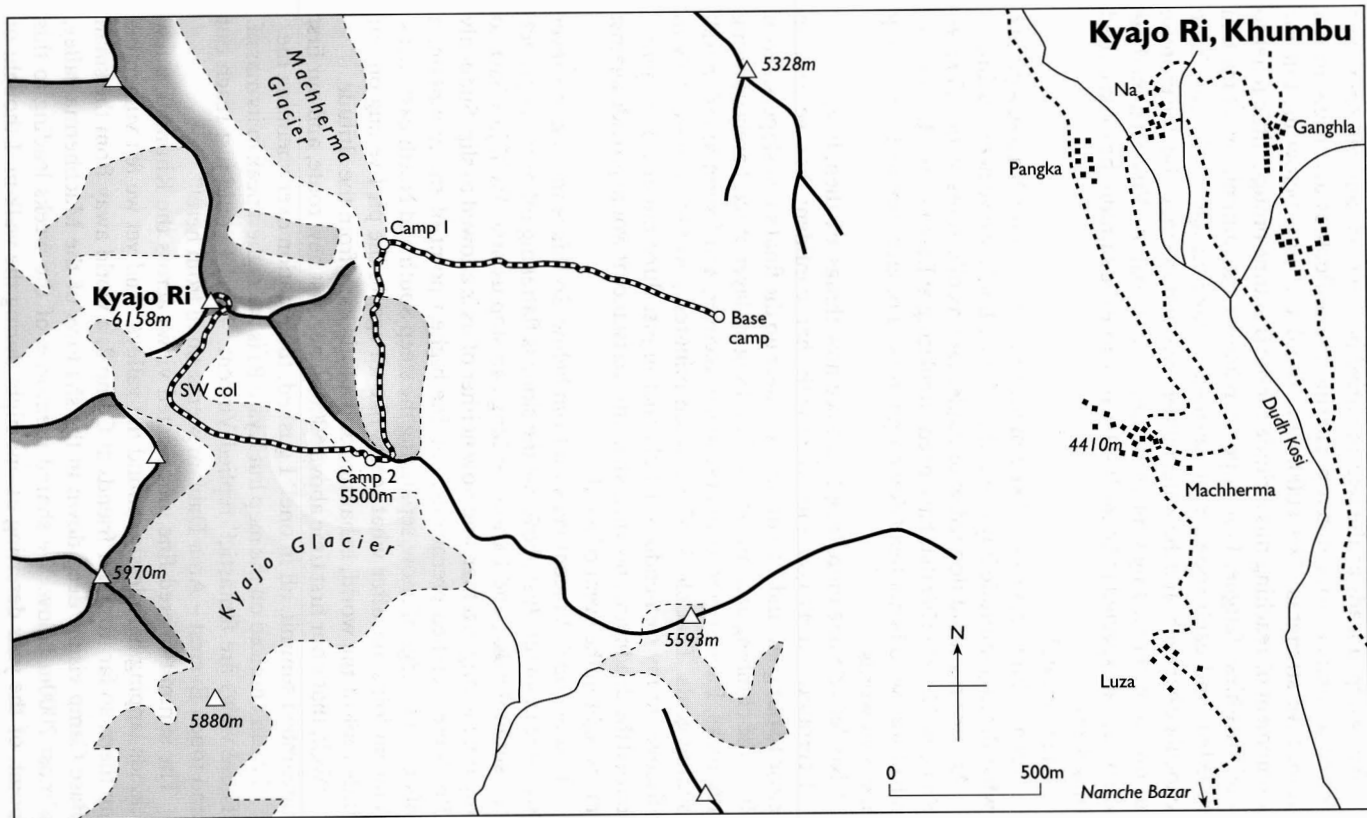 Kyajo Ri, Khumbu
Machherma
Glacier
5328m
Na
Ganghla
Pangka
Camp 1
Kyajo Ri
6158m
Base
camp
SW col
Dudh Kosi
4410m
Machherma
Camp 2
5500m
Kyajo Glacier
5970m
5593m
N
Luza
5880m
0 500m
Namche Bazar